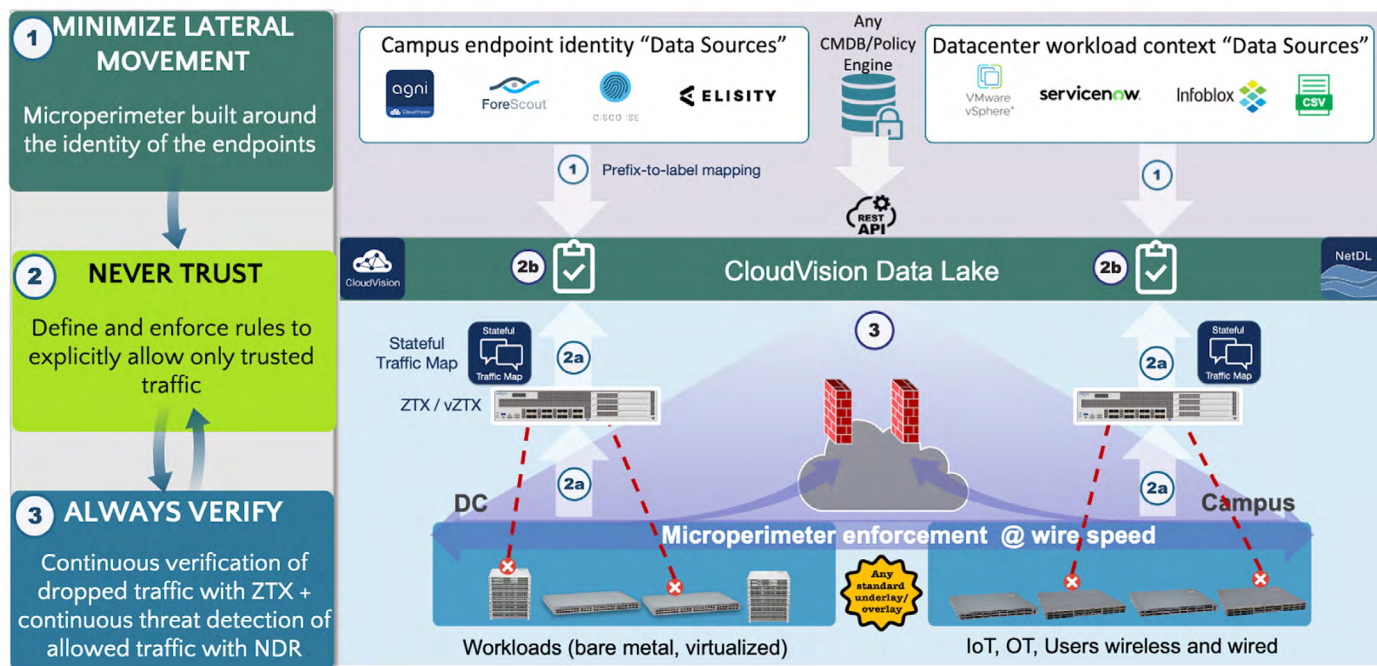 1
MINIMIZE LATERAL
MOVEMENT
Microperimeter built around
the identity of the endpoints
2
NEVER TRUST
Define and enforce rules to
explicitly allow only trusted
traffic
3
ALWAYS VERIFY
Continuous verification of
dropped traffic with ZTX +
continuous threat detection of
allowed traffic with NDR
Campus endpoint identity “Data Sources”
agni
CloudVision
ForeScout
CISCO ISE
ELISITY
Any
CMDB/Policy
Engine
Datacenter workload context “Data Sources”
VMware
vSphere®
servicenow.
Infoblox
CSV
1
Prefix-to-label mapping
REST
API
1
CloudVision
2b
CloudVision Data Lake
2b
NetDL
Stateful
Traffic Map
Stateful
Traffic Map
2a
3
2a
Stateful
Traffic Map
ZTX / vZTX
2a
2a
DC
Campus
Microperimeter enforcement @ wire speed
Any
standard
underlay/
overlay
Workloads (bare metal, virtualized)
IoT, OT, Users wireless and wired